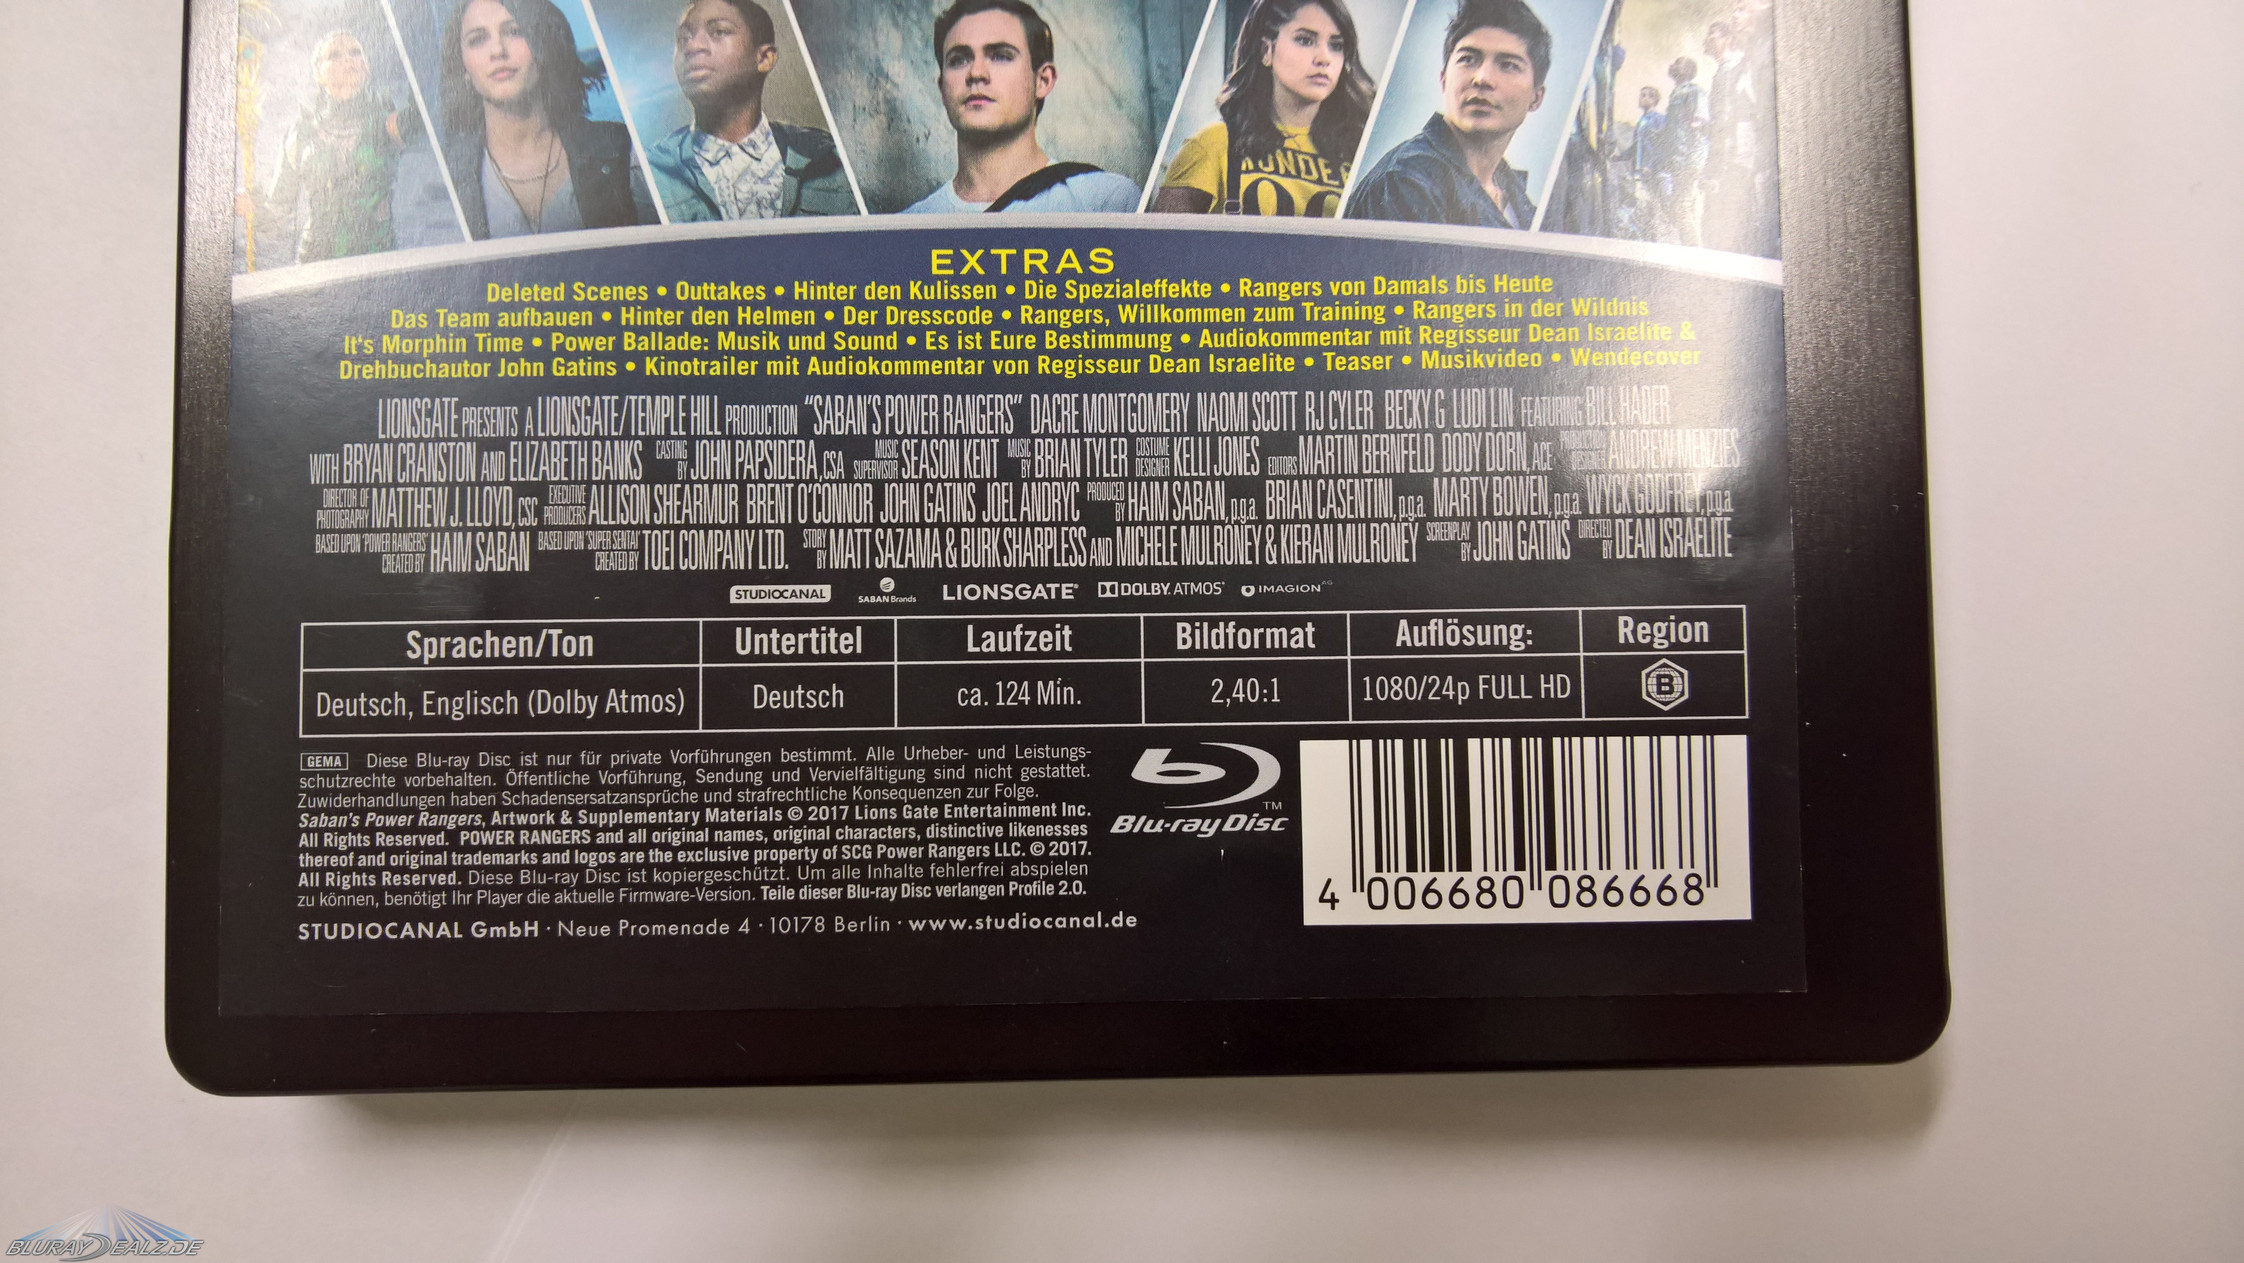 WONDER
EXTRAS
Deleted Scenes • Outtakes • Hinter den Kulissen • Die Spezialeffekte • Rangers von Damals bis Heute
Das Team aufbauen • Hinter den Helmen • Der Dresscode • Rangers, Willkommen zum Training • Rangers in der Wildnis
It's Morphin Time • Power Ballade: Musik und Sound • Es ist Eure Bestimmung • Audiokommentar mit Regisseur Dean Israelite &
Drehbuchautor John Gatins • Kinotrailer mit Audiokommentar von Regisseur Dean Israelite • Teaser • Musikvideo • Wendecover
LIONSGATE PRESENTS A LIONSGATE/TEMPLE HILL PRODUCTION "SABAN'S POWER RANGERS" DACRE MONTGOMERY NAOMI SCOTT RJ CYLER BECKY G LUDI LIN FEATURING BILL HADER
WITH BRYAN CRANSTON AND ELIZABETH BANKS CASTING BY JOHN PAPSIDERA, CSA MUSIC SUPERVISOR SEASON KENT MUSIC BY BRIAN TYLER COSTUME DESIGNER KELLI JONES EDITORS MARTIN BERNFELD DODY DORN, ACE PRODUCTION DESIGNER ANDREW MENZIES
DIRECTOR OF PHOTOGRAPHY MATTHEW J. LLOYD, CSC EXECUTIVE PRODUCERS ALLISON SHEARMUR BRENT O'CONNOR JOHN GATINS JOEL ANDRYC PRODUCED BY HAIM SABAN, p.g.a. BRIAN CASENTINI, p.g.a. MARTY BOWEN, p.g.a. WYCK GODFREY, p.g.a.
BASED UPON 'POWER RANGERS' CREATED BY HAIM SABAN BASED UPON 'SUPER SENTAI' CREATED BY TOEI COMPANY LTD. STORY BY MATT SAZAMA & BURK SHARPLESS AND MICHELE MULRONEY & KIERAN MULRONEY SCREENPLAY BY JOHN GATINS DIRECTED BY DEAN ISRAELITE
STUDIOCANAL SABAN Brands LIONSGATE DOLBY ATMOS IMAGION AG
Sprachen/Ton Untertitel Laufzeit Bildformat Auflösung: Region
Deutsch, Englisch (Dolby Atmos) Deutsch ca. 124 Min. 2,40:1 1080/24p FULL HD B
GEMA Diese Blu-ray Disc ist nur für private Vorführungen bestimmt. Alle Urheber- und Leistungs-
schutzrechte vorbehalten. Öffentliche Vorführung, Sendung und Vervielfältigung sind nicht gestattet.
Zuwiderhandlungen haben Schadensersatzansprüche und strafrechtliche Konsequenzen zur Folge.
Saban's Power Rangers, Artwork & Supplementary Materials © 2017 Lions Gate Entertainment Inc.
All Rights Reserved. POWER RANGERS and all original names, original characters, distinctive likenesses
thereof and original trademarks and logos are the exclusive property of SCG Power Rangers LLC. © 2017.
All Rights Reserved. Diese Blu-ray Disc ist kopiergeschützt. Um alle Inhalte fehlerfrei abspielen
zu können, benötigt Ihr Player die aktuelle Firmware-Version. Teile dieser Blu-ray Disc verlangen Profile 2.0.
STUDIOCANAL GmbH · Neue Promenade 4 · 10178 Berlin · www.studiocanal.de
TM
Blu-ray Disc
4 006680 086668
BLURAYDEALZ.DE